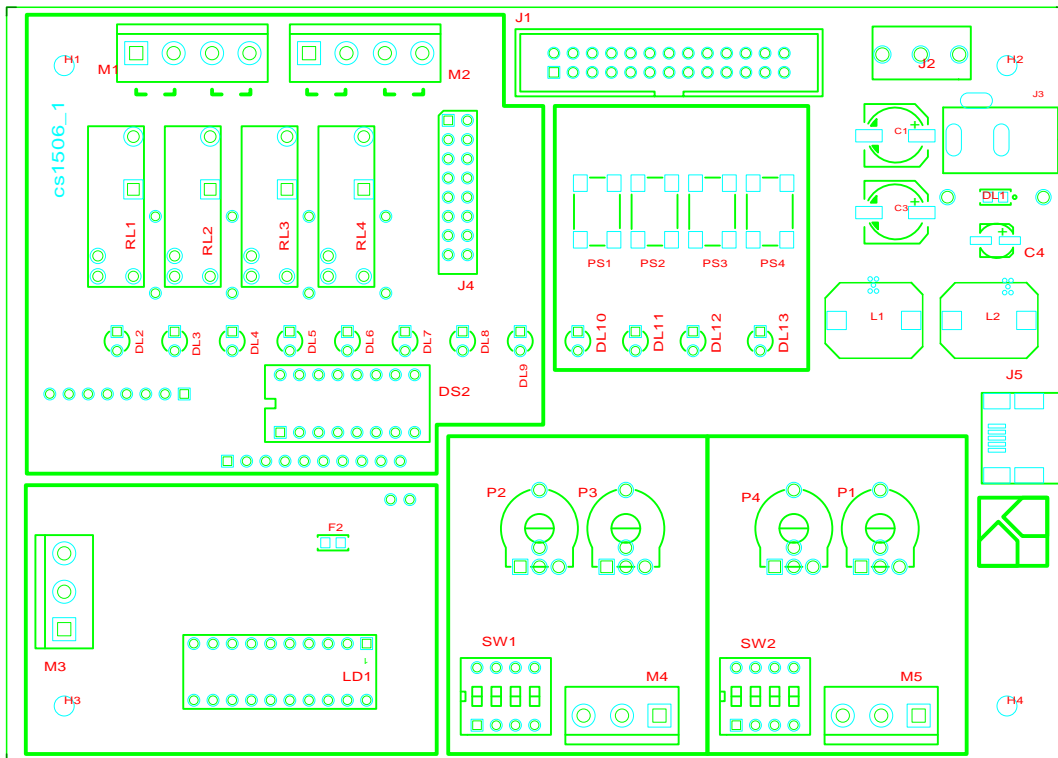 J1
H1
M1
M2
J2
H2
J3
cs1506_1
C1
DL1
C3
RL1
RL2
RL3
RL4
C4
J4
PS1
PS2
PS3
PS4
L1
L2
DL2
DL3
DL4
DL5
DL6
DL7
DL8
DL9
DL10
DL11
DL12
DL13
J5
DS2
P2
P3
P4
P1
F2
SW1
SW2
M3
LD1
M4
M5
H3
H4